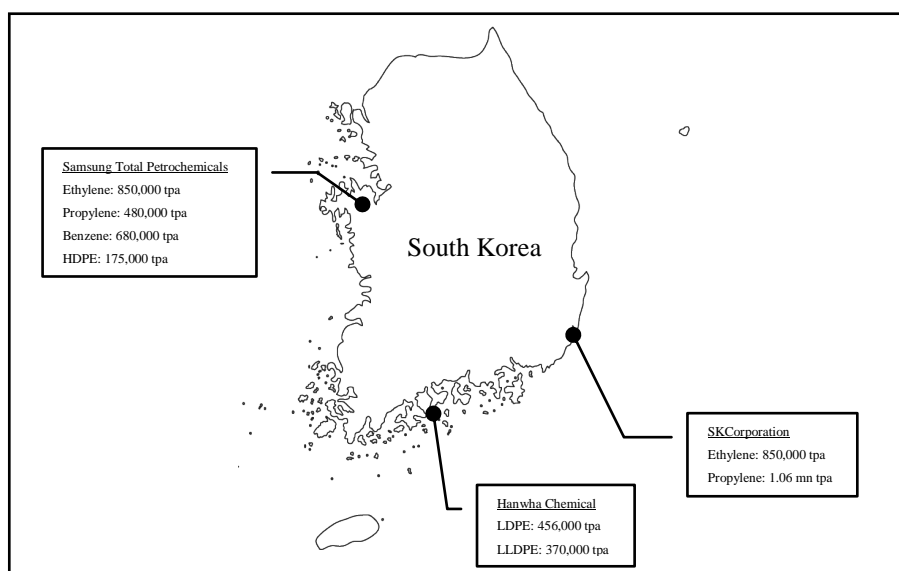 Samsung Total Petrochemicals
Ethylene: 850,000 tpa
Propylene: 480,000 tpa
Benzene: 680,000 tpa
HDPE: 175,000 tpa
South Korea
SKCorporation
Ethylene: 850,000 tpa
Propylene: 1.06 mn tpa
Hanwha Chemical
LDPE: 456,000 tpa
LLDPE: 370,000 tpa